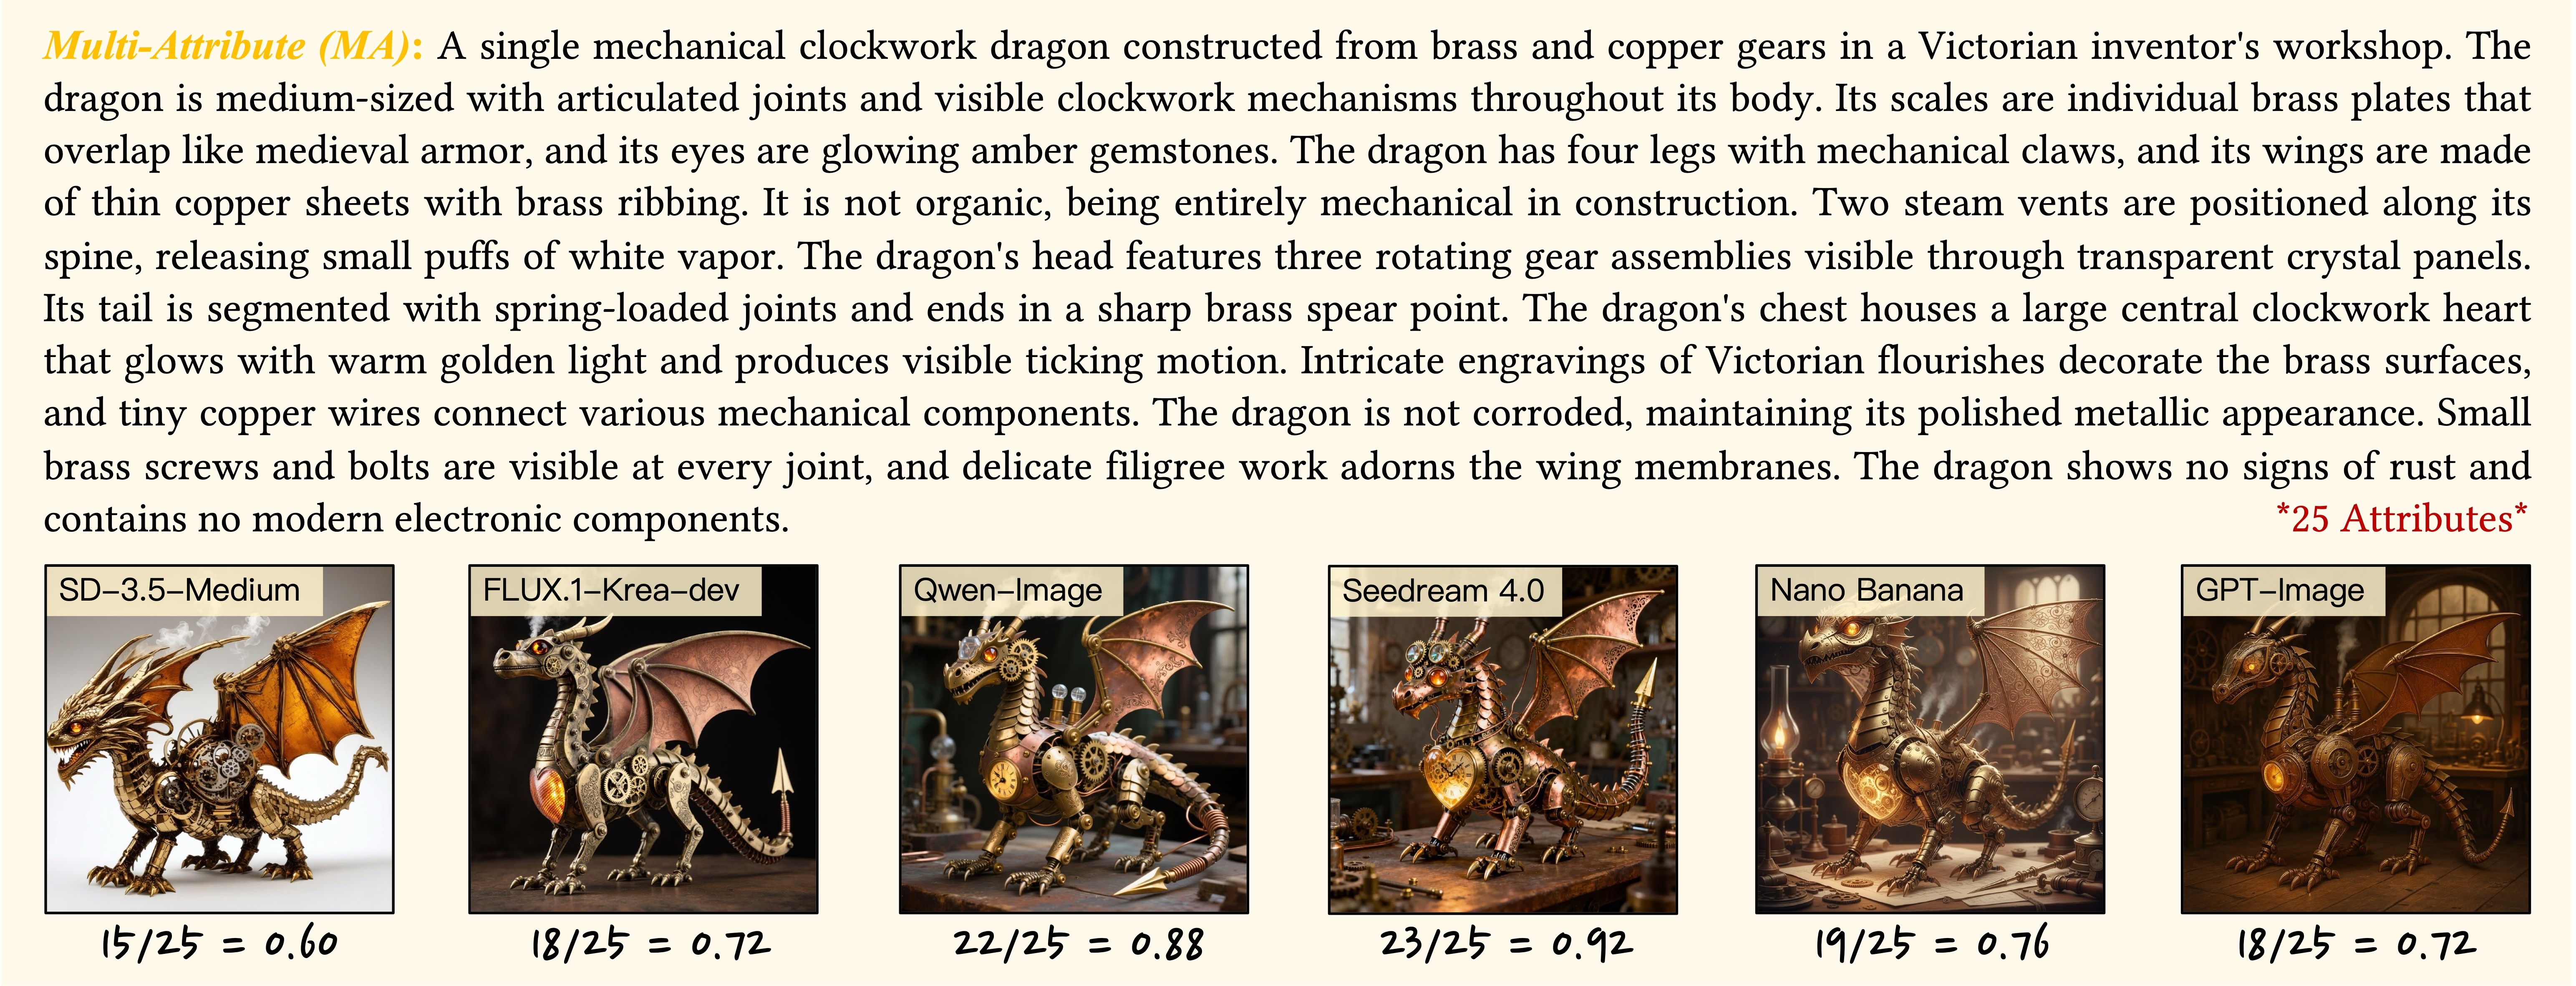 Multi-Attribute (MA): A single mechanical clockwork dragon constructed from brass and copper gears in a Victorian inventor's workshop. The
dragon is medium-sized with articulated joints and visible clockwork mechanisms throughout its body. Its scales are individual brass plates that
overlap like medieval armor, and its eyes are glowing amber gemstones. The dragon has four legs with mechanical claws, and its wings are made
of thin copper sheets with brass ribbing. It is not organic, being entirely mechanical in construction. Two steam vents are positioned along its
spine, releasing small puffs of white vapor. The dragon's head features three rotating gear assemblies visible through transparent crystal panels.
Its tail is segmented with spring-loaded joints and ends in a sharp brass spear point. The dragon's chest houses a large central clockwork heart
that glows with warm golden light and produces visible ticking motion. Intricate engravings of Victorian flourishes decorate the brass surfaces,
and tiny copper wires connect various mechanical components. The dragon is not corroded, maintaining its polished metallic appearance. Small
brass screws and bolts are visible at every joint, and delicate filigree work adorns the wing membranes. The dragon shows no signs of rust and
contains no modern electronic components.
*25 Attributes*
SD-3.5-Medium
FLUX.1-Krea-dev
Qwen-Image
Seedream 4.0
Nano Banana
GPT-Image
15/25 = 0.60
18/25 = 0.72
22/25 = 0.88
23/25 = 0.92
19/25 = 0.76
18/25 = 0.72